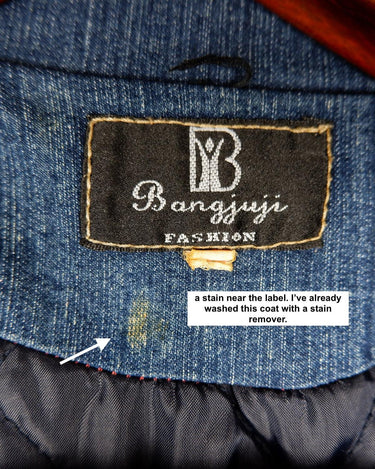 B
Bangjuji
FASHION
a stain near the label. I've already
washed this coat with a stain
remover.